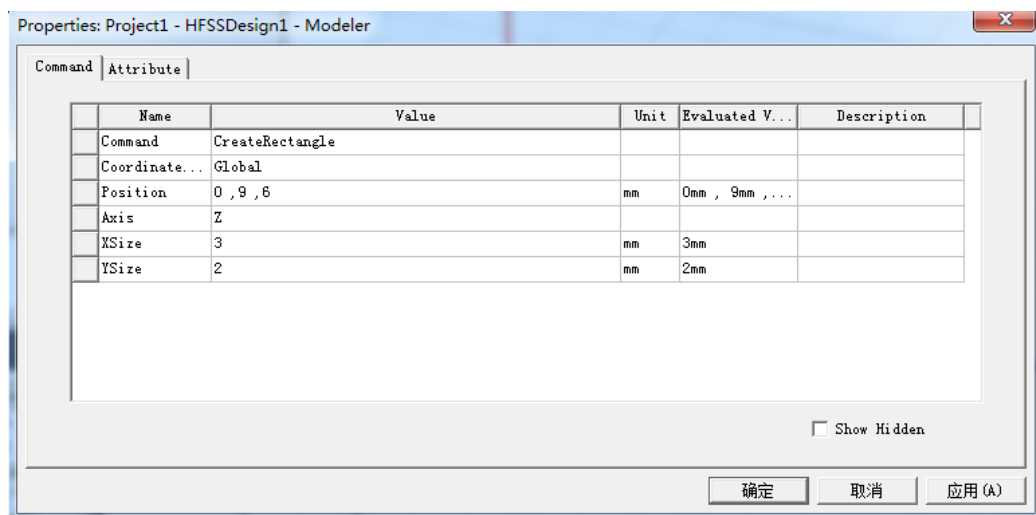 Properties: Project1 - HFSSDesign1 - Modeler
Command Attribute
Name Value Unit Evaluated V... Description
Command CreateRectangle
Coordinate... Global
Position 0 ,9 ,6 mm 0mm , 9mm ,...
Axis Z
XSize 3 mm 3mm
YSize 2 mm 2mm
Show Hidden
确定 取消 应用(A)